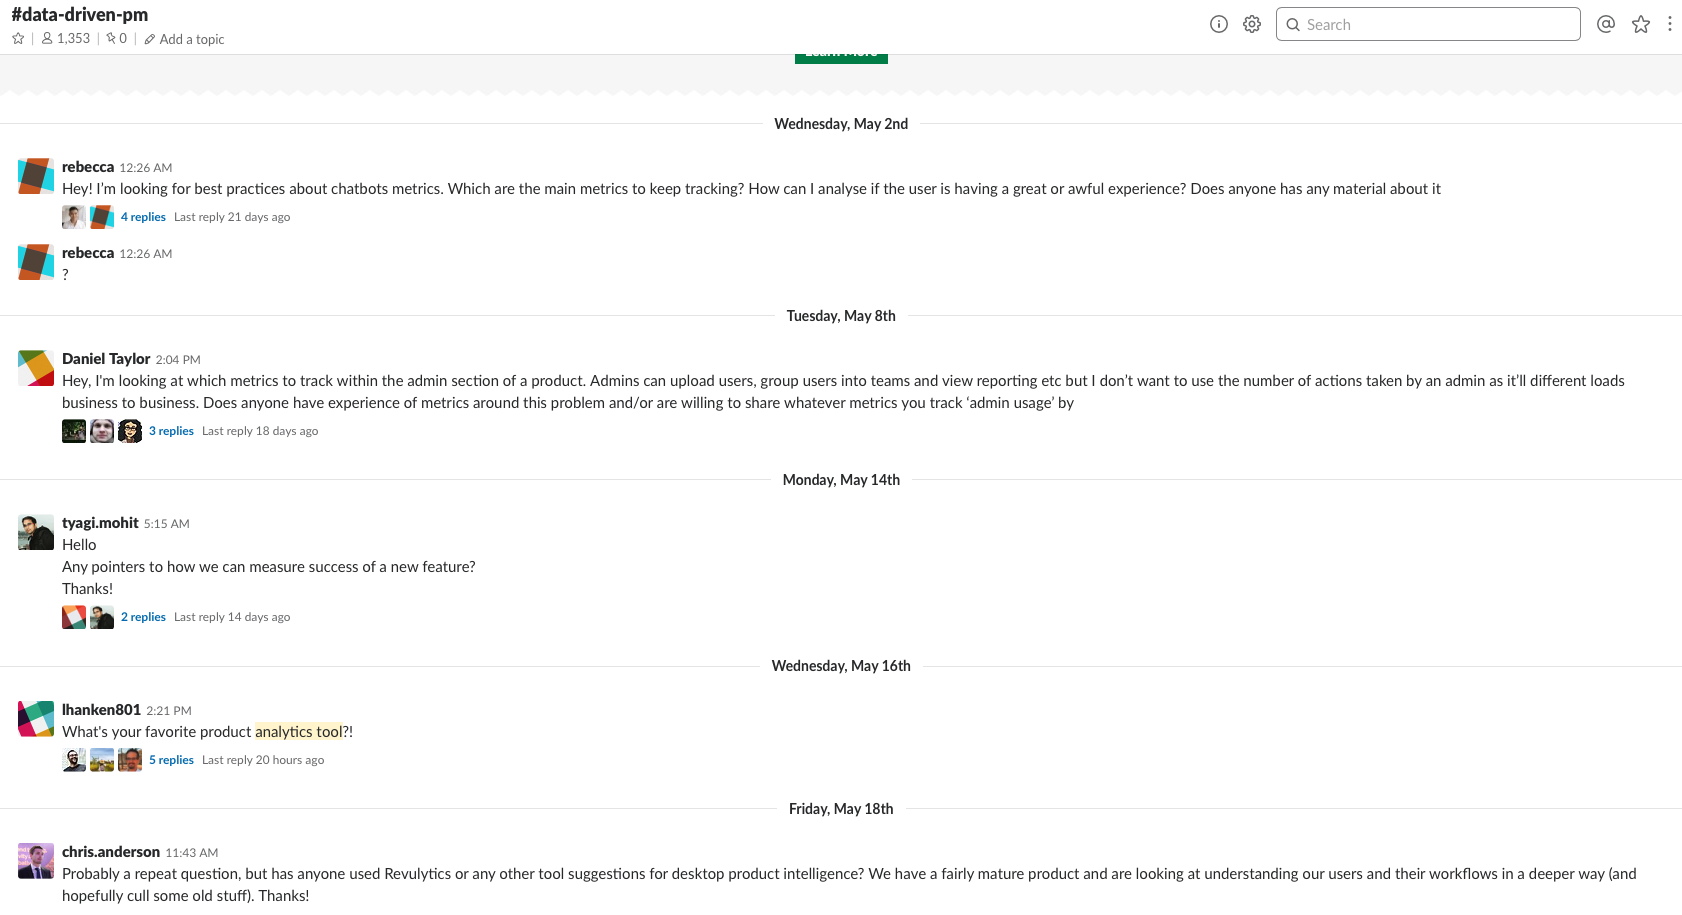 #data-driven-pm
1,353 0 Add a topic
Search
Learn More
Wednesday, May 2nd
rebecca 12:26 AM
Hey! I'm looking for best practices about chatbots metrics. Which are the main metrics to keep tracking? How can I analyse if the user is having a great or awful experience? Does anyone has any material about it
4 replies Last reply 21 days ago
rebecca 12:26 AM
?
Tuesday, May 8th
Daniel Taylor 2:04 PM
Hey, I'm looking at which metrics to track within the admin section of a product. Admins can upload users, group users into teams and view reporting etc but I don't want to use the number of actions taken by an admin as it'll different loads
business to business. Does anyone have experience of metrics around this problem and/or are willing to share whatever metrics you track 'admin usage' by
3 replies Last reply 18 days ago
Monday, May 14th
tyagi.mohit 5:15 AM
Hello
Any pointers to how we can measure success of a new feature?
Thanks!
2 replies Last reply 14 days ago
Wednesday, May 16th
lhanken801 2:21 PM
What's your favorite product analytics tool?!
5 replies Last reply 20 hours ago
Friday, May 18th
chris.anderson 11:43 AM
Probably a repeat question, but has anyone used Revulytics or any other tool suggestions for desktop product intelligence? We have a fairly mature product and are looking at understanding our users and their workflows in a deeper way (and
hopefully cull some old stuff). Thanks!